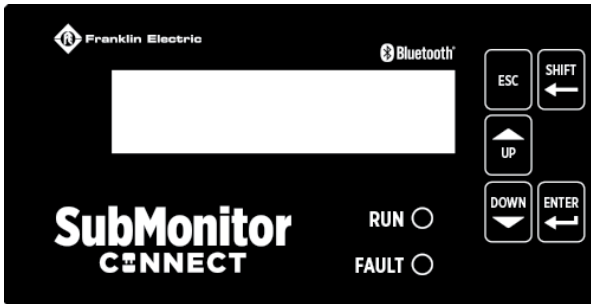 Franklin Electric
Bluetooth
ESC
SHIFT
UP
DOWN
ENTER
SubMonitor
CONNECT
RUN
FAULT